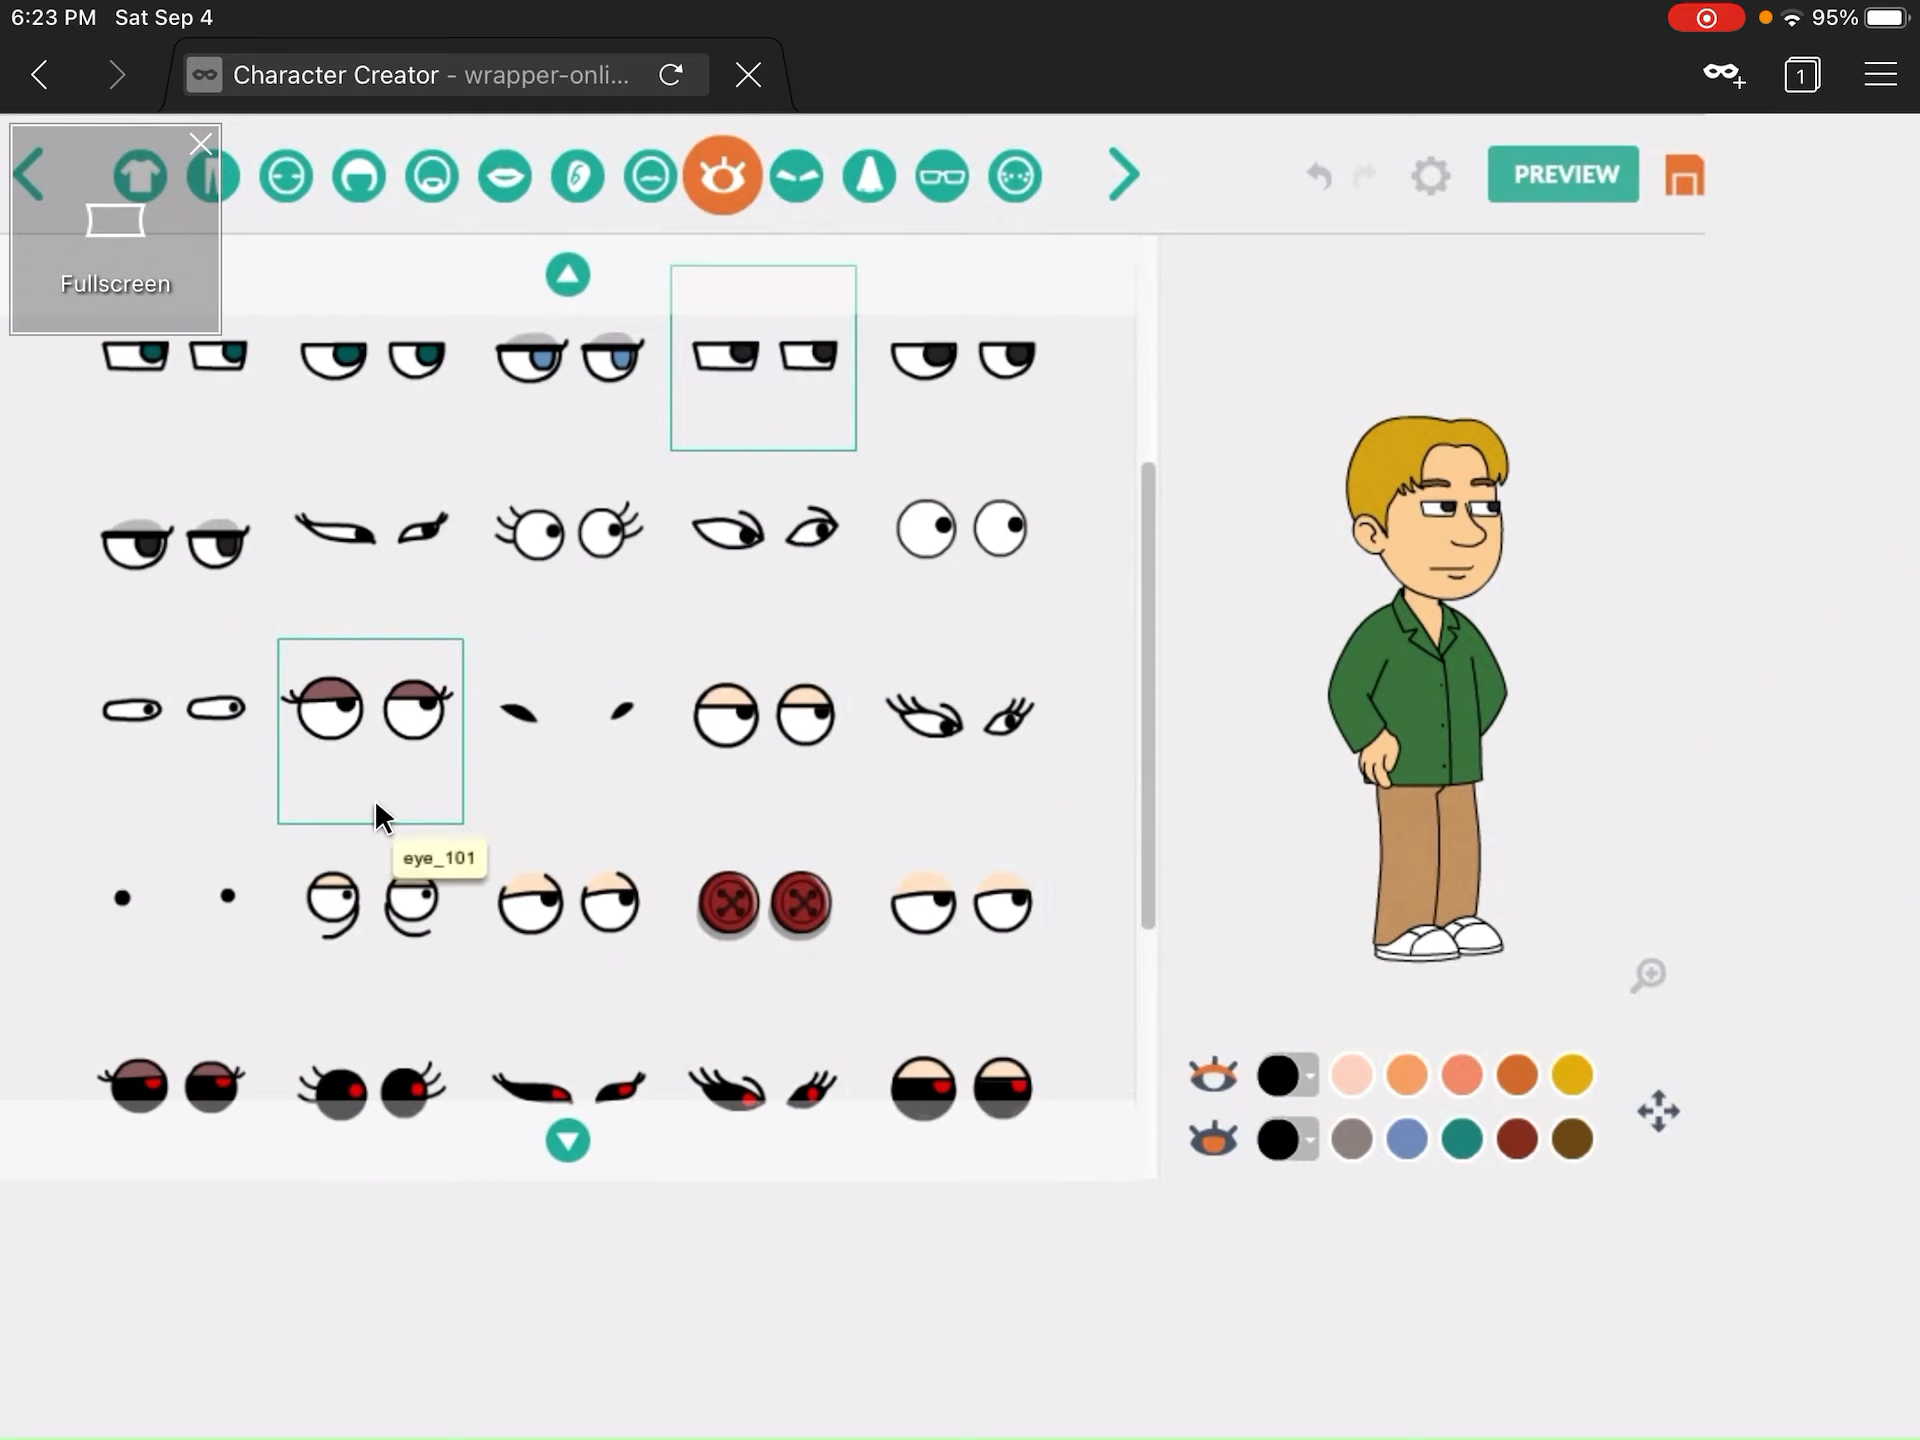 6:23 PM Sat Sep 4
95%
Character Creator - wrapper-onli...
1
PREVIEW
Fullscreen
eye_101